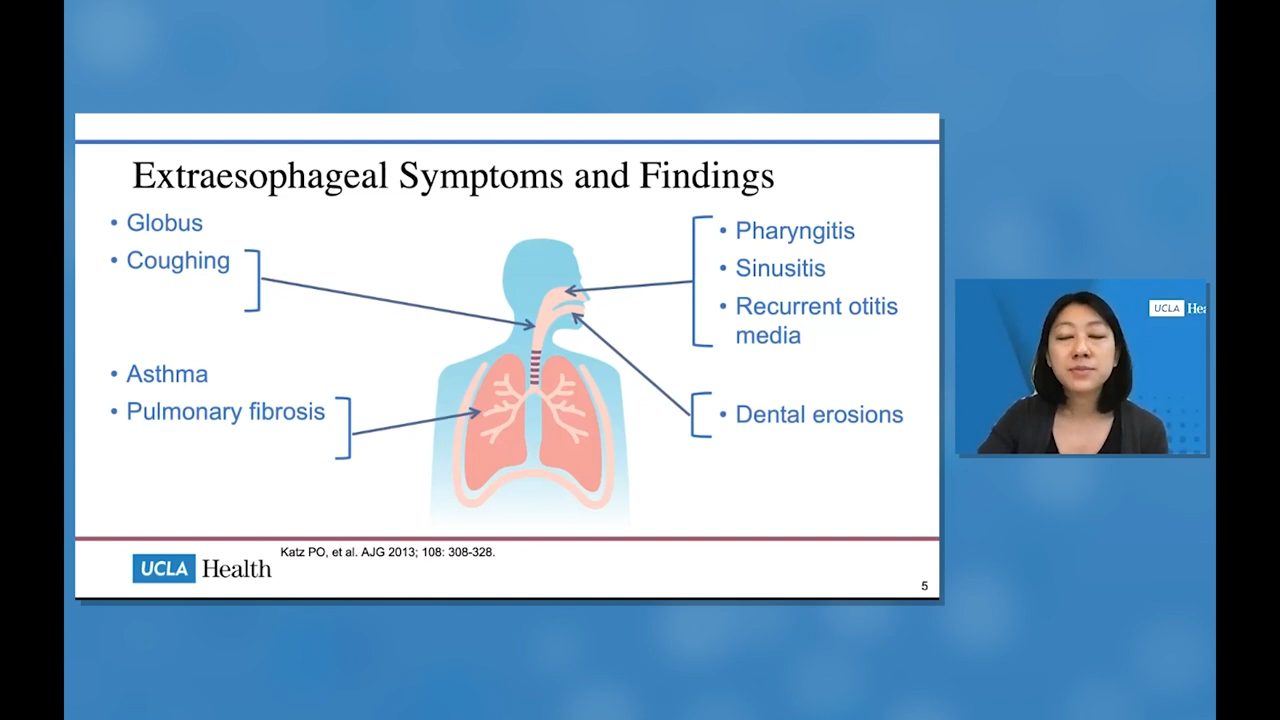 Extraesophageal Symptoms and Findings
• Globus
• Coughing
• Asthma
• Pulmonary fibrosis
• Pharyngitis
• Sinusitis
• Recurrent otitis
media
• Dental erosions
Katz PO, et al. AJG 2013; 108: 308-328.
UCLA Health
5
UCLA Hea